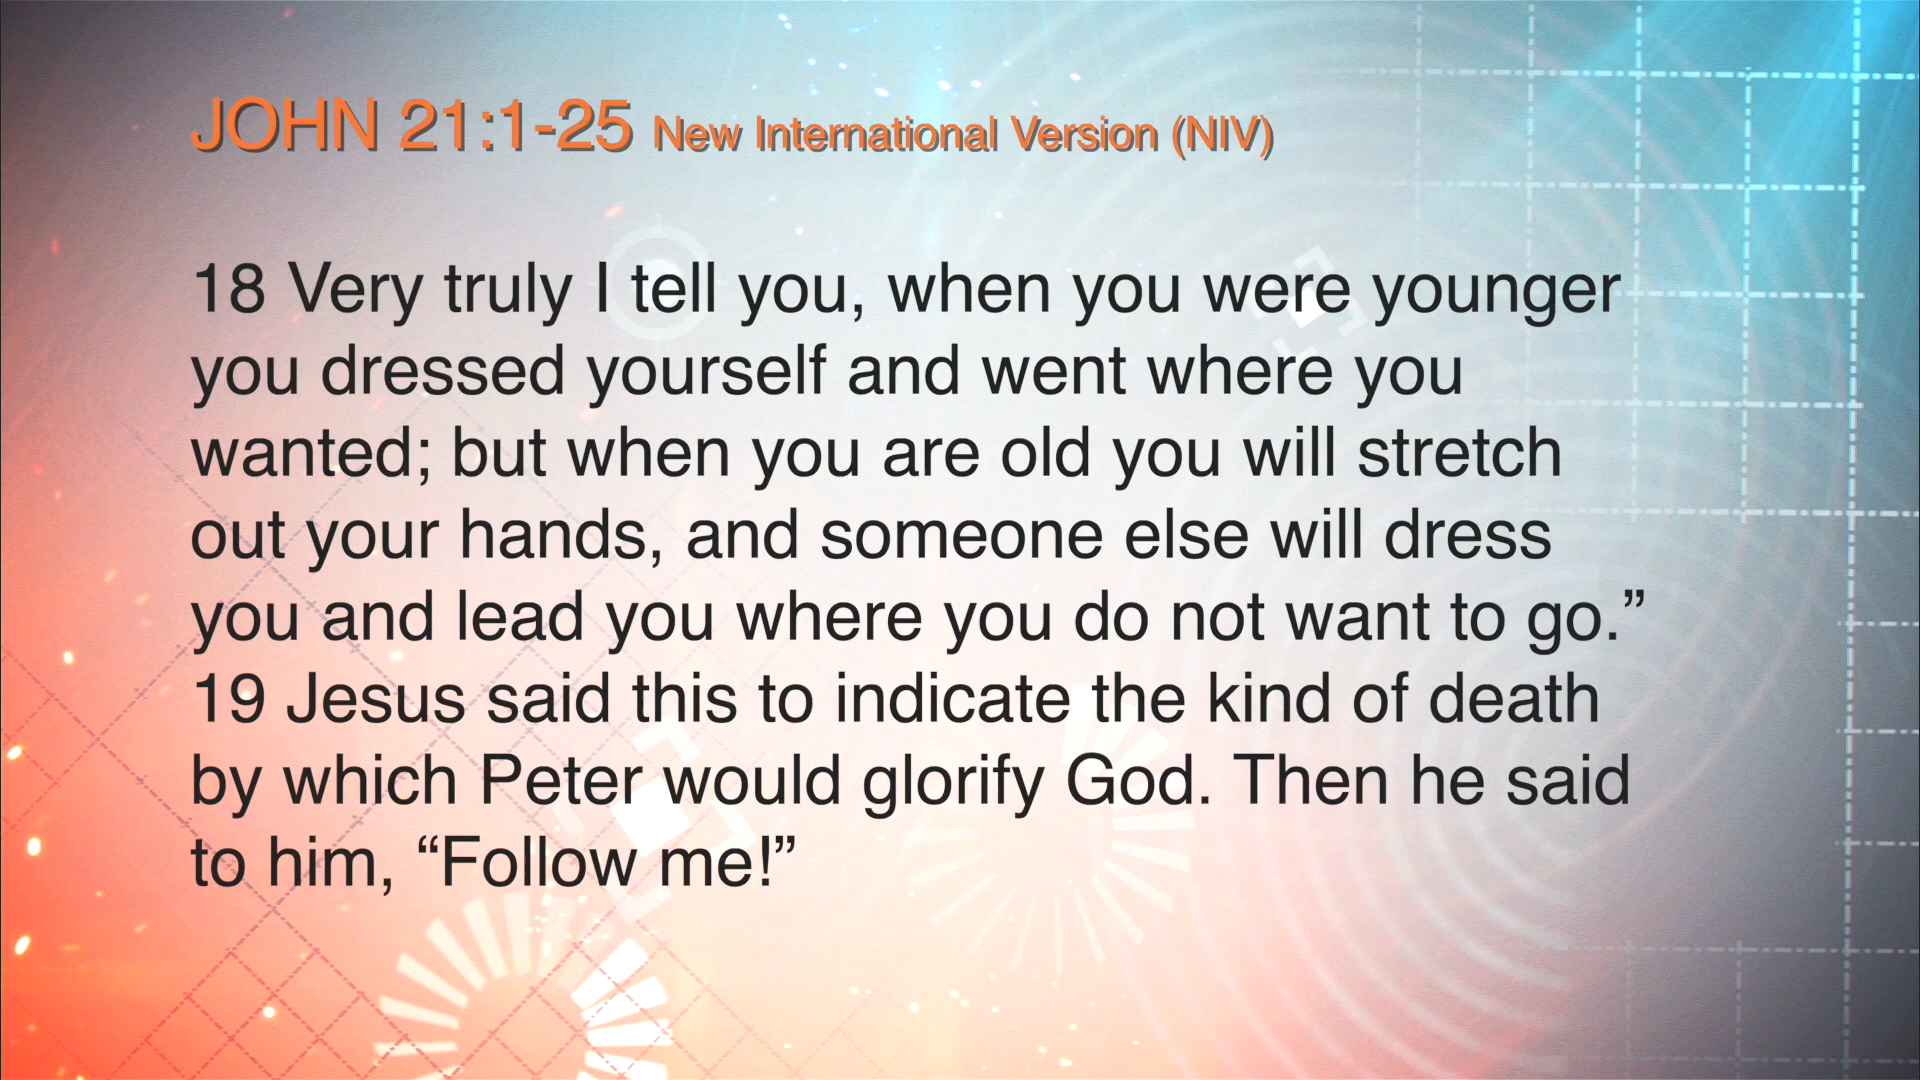 JOHN 21:1-25 New International Version (NIV)
18 Very truly I tell you, when you were younger
you dressed yourself and went where you
wanted; but when you are old you will stretch
out your hands, and someone else will dress
you and lead you where you do not want to go.”
19 Jesus said this to indicate the kind of death
by which Peter would glorify God. Then he said
to him, “Follow me!”